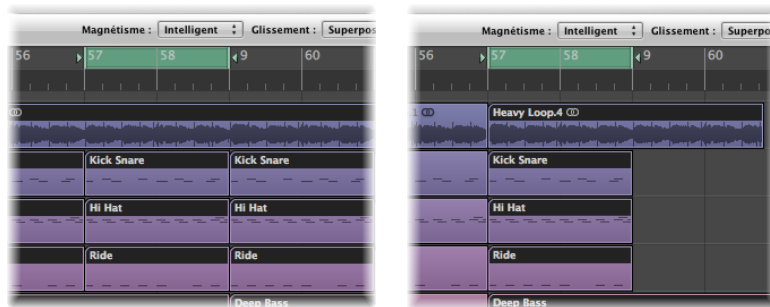 Magnétisme : Intelligent Glissement : Superpos
56 57 58 9 60
Kick Snare Kick Snare
Hi Hat Hi Hat
Ride Ride
Deep Bass
Magnétisme : Intelligent Glissement : Superpo
56 57 58 9 60
1 Heavy Loop.4
Kick Snare
Hi Hat
Ride
Deep Bass